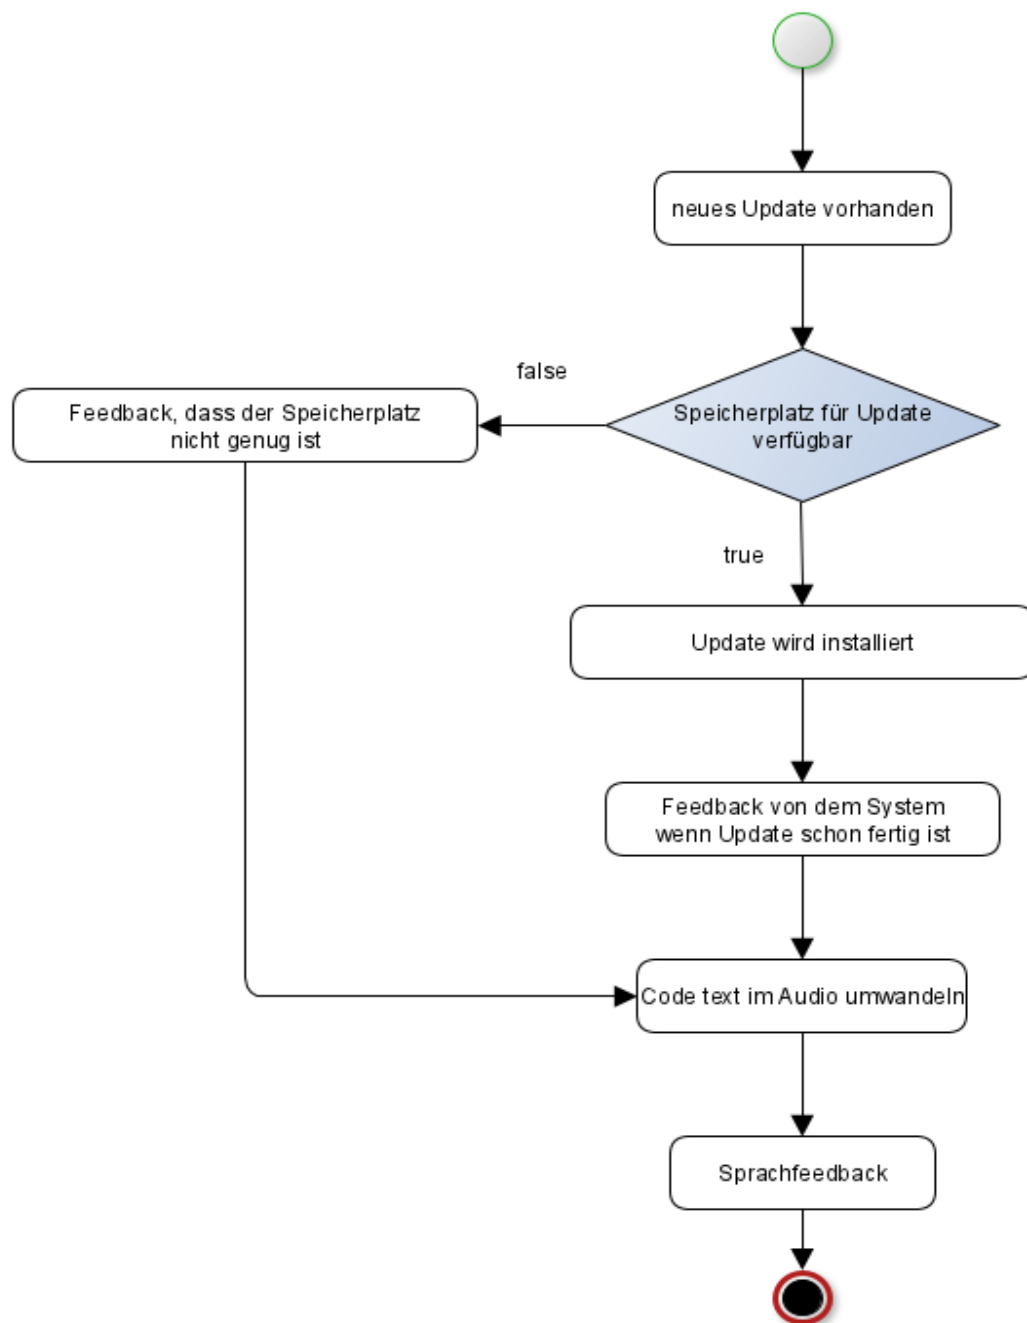 neues Update vorhanden
false
Speicherplatz für Update
verfügbar
Feedback, dass der Speicherplatz
nicht genug ist
true
Update wird installiert
Feedback von dem System
wenn Update schon fertig ist
Code text im Audio umwandeln
Sprachfeedback